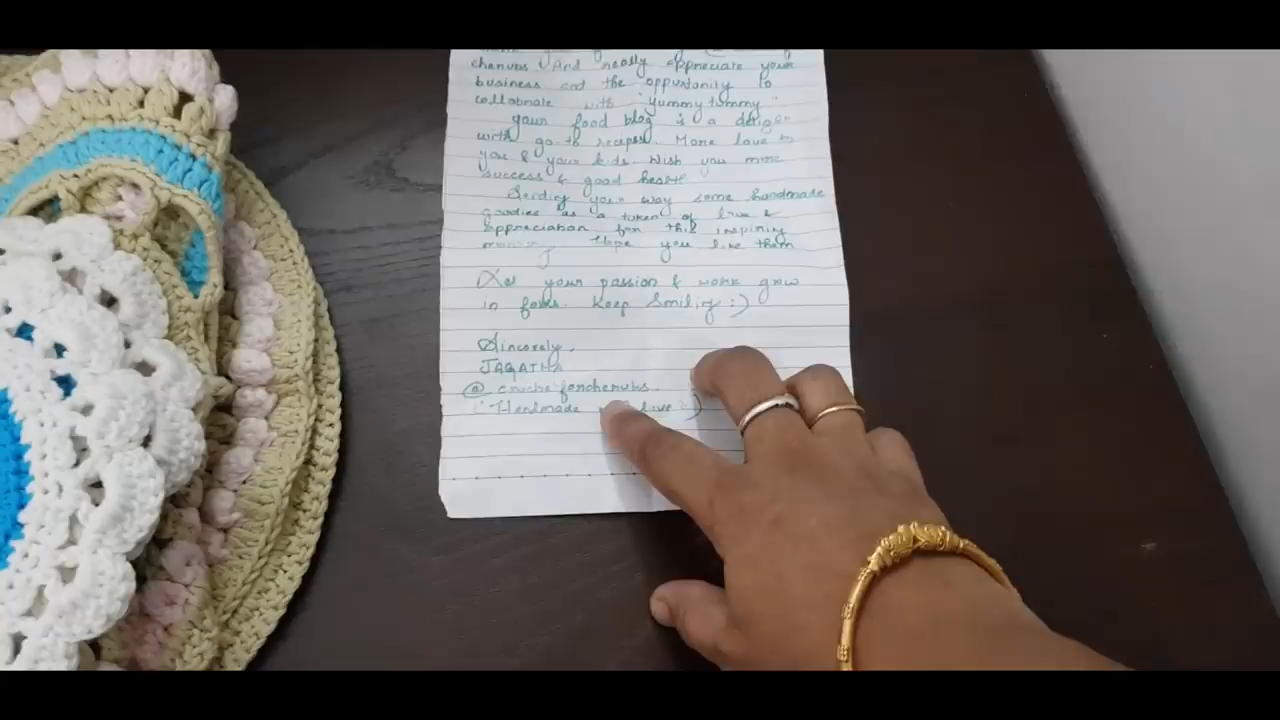 cherubs. And really appreciate your
business and the opportunity to
collaborate with "Yummy tummy"
your food blog is a
with go-to recipes. More love
you & your kids. Wish you more
success & good health
Sending your way some handmade
goodies as a token of love &
appreciation for this inspiring
Hope you like them
Let your passion & work grow
in folds. Keep Smiling :)
Sincerely,
JAGATHA
@ crochetforcherubs.
("Handmade love")